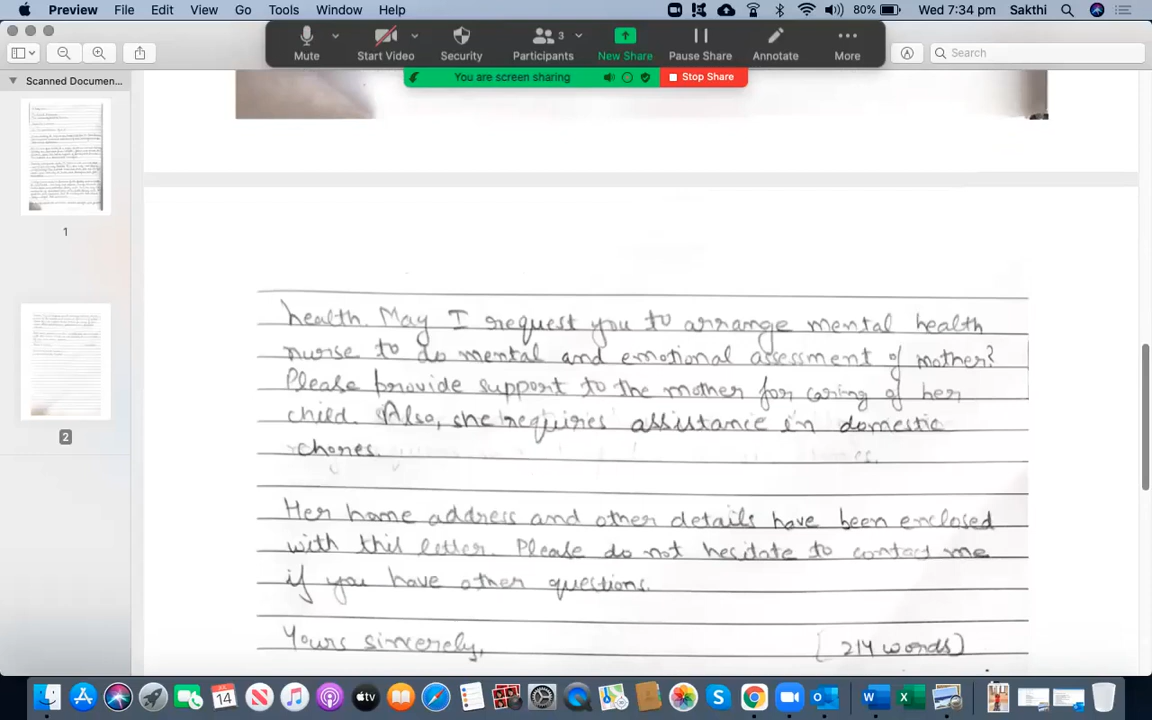 Preview File Edit View Go Tools Window Help 80% Wed 7:34 pm Sakthi
Mute Start Video Security Participants 3 New Share Pause Share Annotate More
Search
You are screen sharing Stop Share
Scanned Documen...
1
2
health. May I request you to arrange mental health
nurse to do mental and emotional assessment of mother?
Please provide support to the mother for caring of her
child. Also, she requires assistance in domestic
chores.
Her home address and other details have been enclosed
with this letter. Please do not hesitate to contact me
if you have other questions.
Yours sincerely, [214 words)
JUL
14
tv